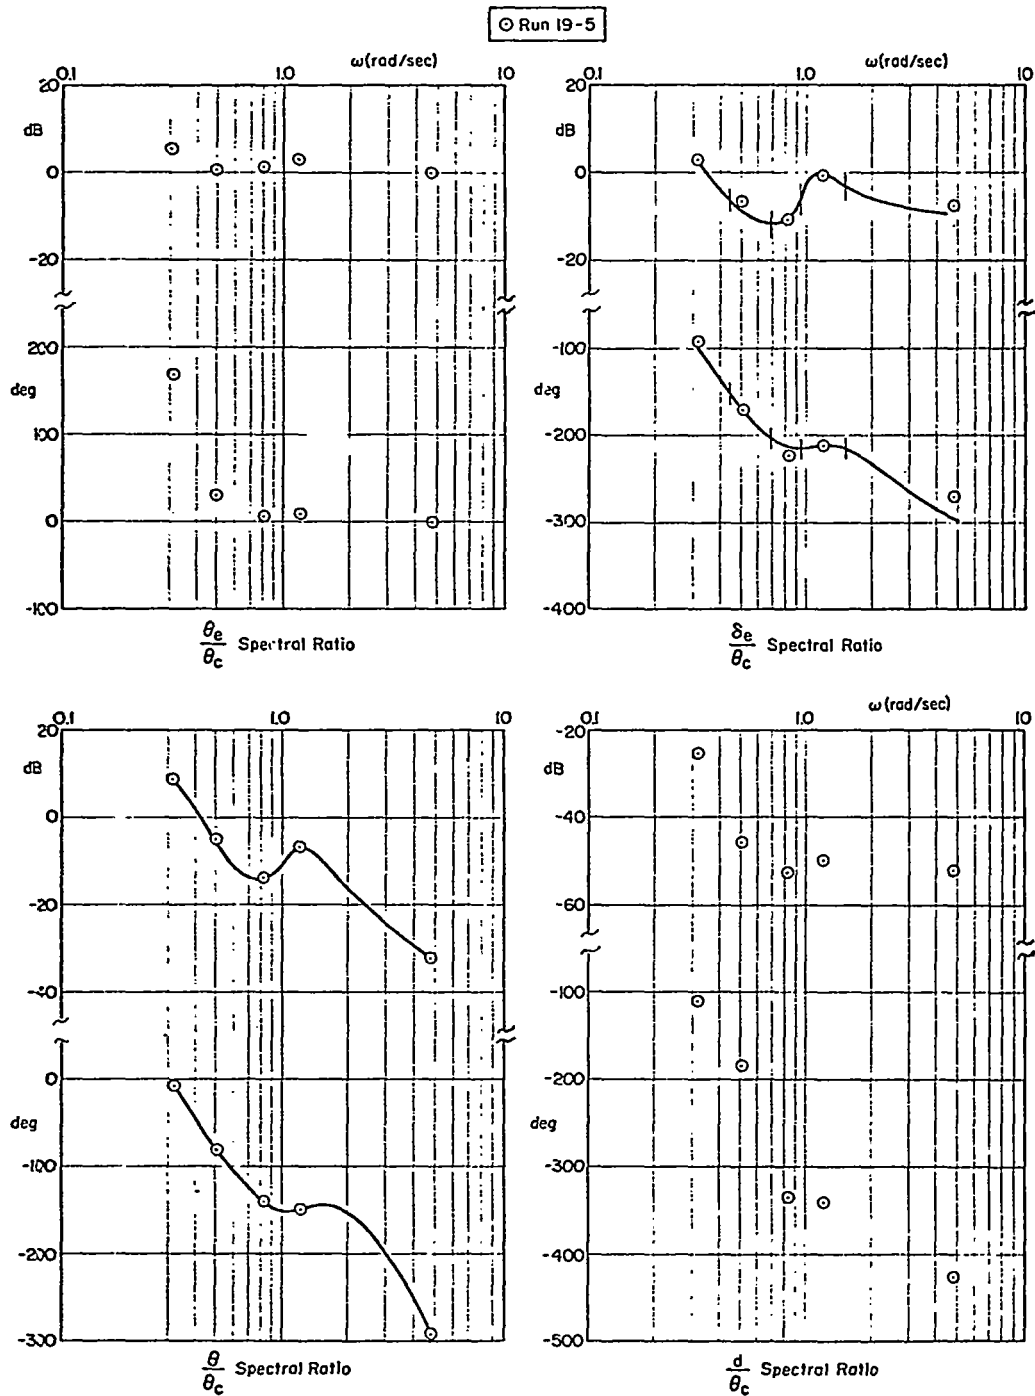 ⊙ Run 19-5
ω(rad/sec)
0.1 1.0 10
20
dB
0
-20
200
deg
100
0
-100
θe/θc Spectral Ratio
ω(rad/sec)
0.1 1.0 10
20
dB
0
-20
-100
deg
-200
-300
-400
δe/θc Spectral Ratio
0.1 1.0 10
20
dB
0
-20
-40
0
deg
-100
-200
-300
θ/θc Spectral Ratio
ω(rad/sec)
0.1 1.0 10
-20
dB
-40
-60
-100
-200
deg
-300
-400
-500
d/θc Spectral Ratio